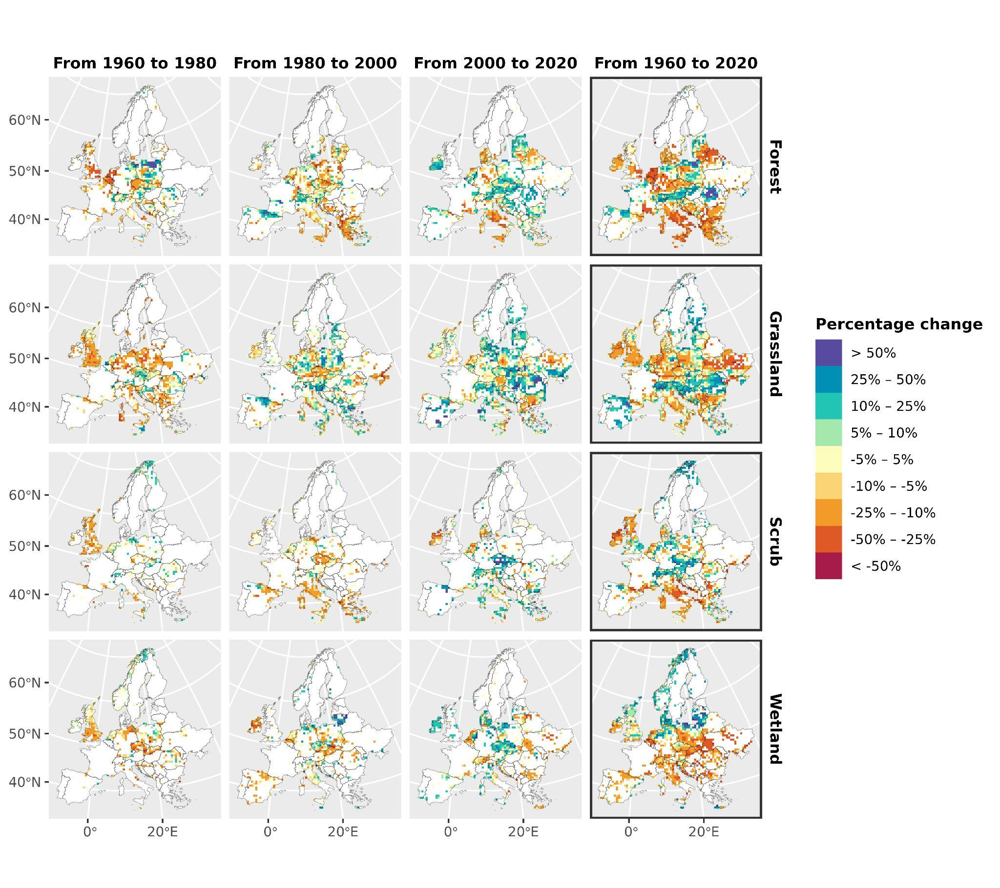 From 1960 to 1980
From 1980 to 2000
From 2000 to 2020
From 1960 to 2020
60°N
50°N
40°N
Forest
60°N
50°N
40°N
Grassland
60°N
50°N
40°N
Scrub
60°N
50°N
40°N
Wetland
0°
20°E
0°
20°E
0°
20°E
0°
20°E
Percentage change
> 50%
25% – 50%
10% – 25%
5% – 10%
-5% – 5%
-10% – -5%
-25% – -10%
-50% – -25%
< -50%